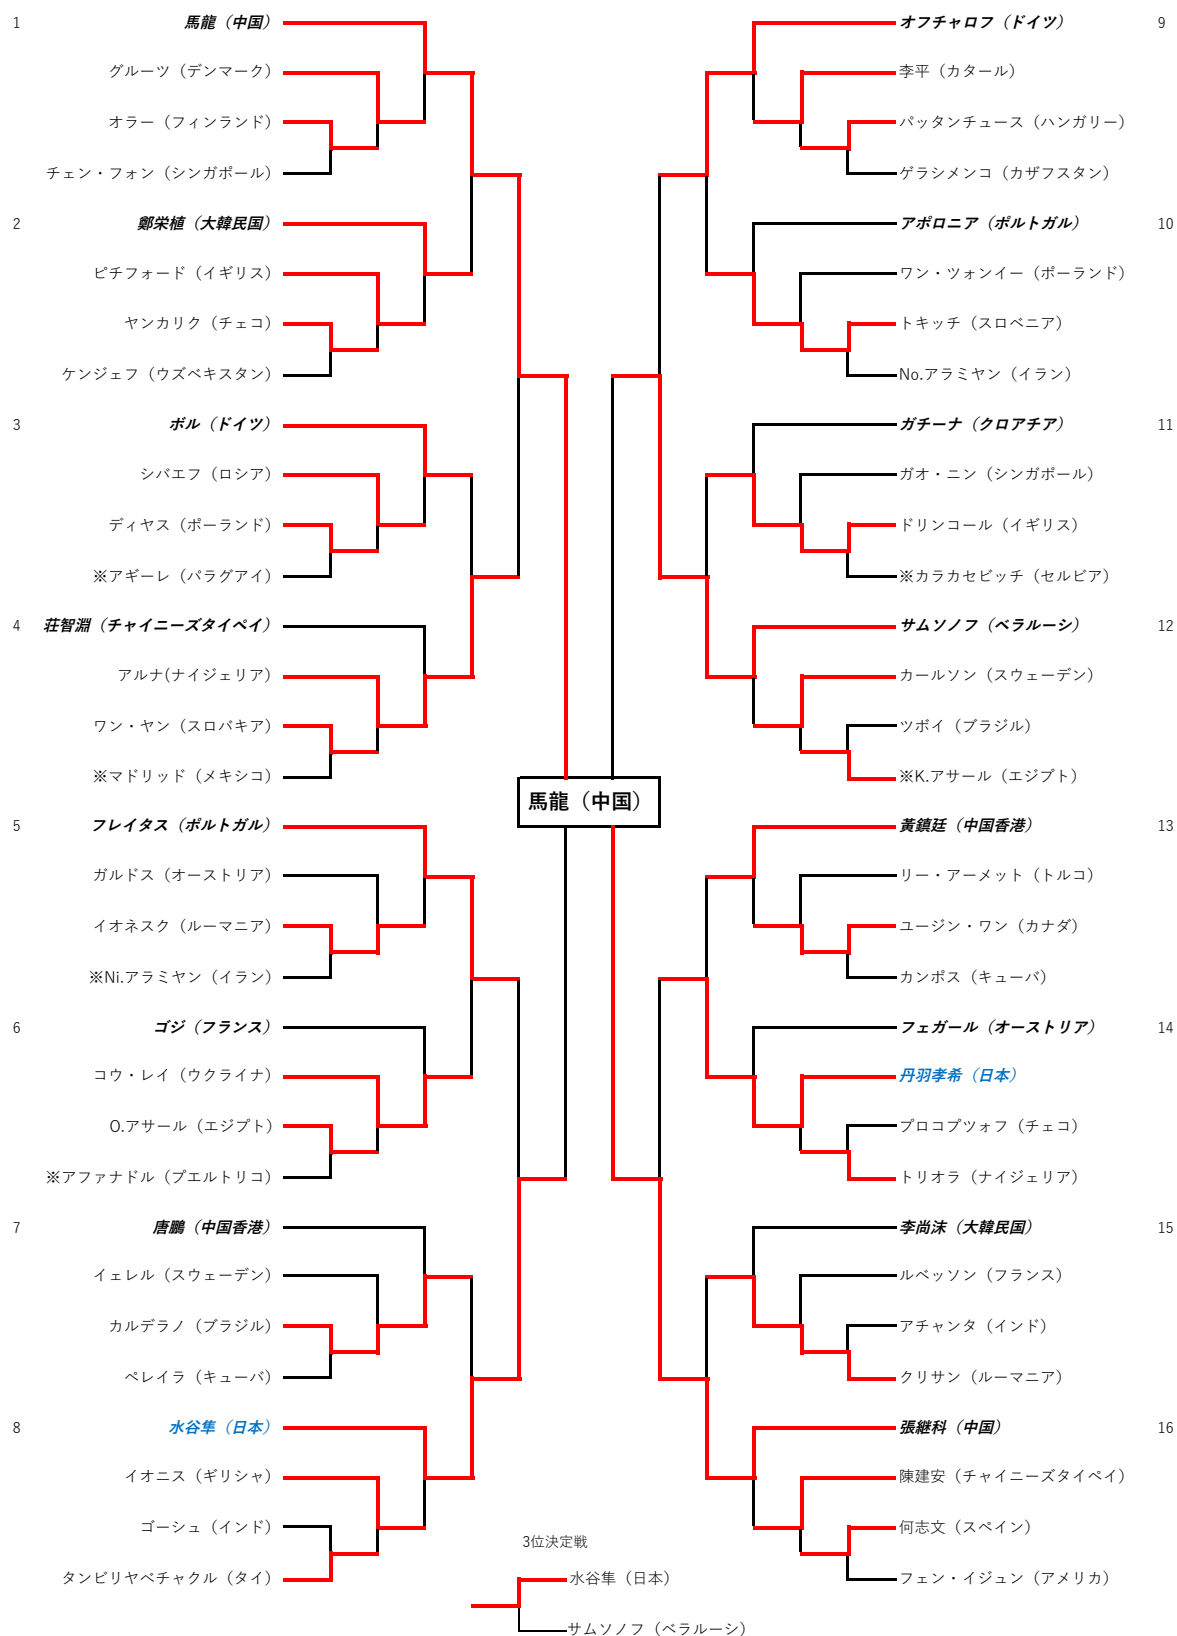 1 馬龍（中国）
グルーツ（デンマーク）
オラー（フィンランド）
チェン・フォン（シンガポール）
2 鄭栄植（大韓民国）
ピチフォード（イギリス）
ヤンカリク（チェコ）
ケンジェフ（ウズベキスタン）
3 ボル（ドイツ）
シバエフ（ロシア）
ディヤス（ポーランド）
※アギーレ（パラグアイ）
4 荘智淵（チャイニーズタイペイ）
アルナ(ナイジェリア）
ワン・ヤン（スロバキア）
※マドリッド（メキシコ）
5 フレイタス（ポルトガル）
ガルドス（オーストリア）
イオネスク（ルーマニア）
※Ni.アラミヤン（イラン）
6 ゴジ（フランス）
コウ・レイ（ウクライナ）
O.アサール（エジプト）
※アファナドル（プエルトリコ）
7 唐鵬（中国香港）
イェレル（スウェーデン）
カルデラノ（ブラジル）
ペレイラ（キューバ）
8 水谷隼（日本）
イオニス（ギリシャ）
ゴーシュ（インド）
タンビリヤベチャクル（タイ）
馬龍（中国）
オフチャロフ（ドイツ） 9
李平（カタール）
パッタンチュース（ハンガリー）
ゲラシメンコ（カザフスタン）
アポロニア（ポルトガル） 10
ワン・ツォンイー（ポーランド）
トキッチ（スロベニア）
No.アラミヤン（イラン）
ガチーナ（クロアチア） 11
ガオ・ニン（シンガポール）
ドリンコール（イギリス）
※カラカセビッチ（セルビア）
サムソノフ（ベラルーシ） 12
カールソン（スウェーデン）
ツボイ（ブラジル）
※K.アサール（エジプト）
黃鎮廷（中国香港） 13
リー・アーメット（トルコ）
ユージン・ワン（カナダ）
カンポス（キューバ）
フェガール（オーストリア） 14
丹羽孝希（日本）
プロコプツォフ（チェコ）
トリオラ（ナイジェリア）
李尚洙（大韓民国） 15
ルベッソン（フランス）
アチャンタ（インド）
クリサン（ルーマニア）
張継科（中国） 16
陳建安（チャイニーズタイペイ）
何志文（スペイン）
フェン・イジュン（アメリカ）
3位決定戦
水谷隼（日本）
サムソノフ（ベラルーシ）